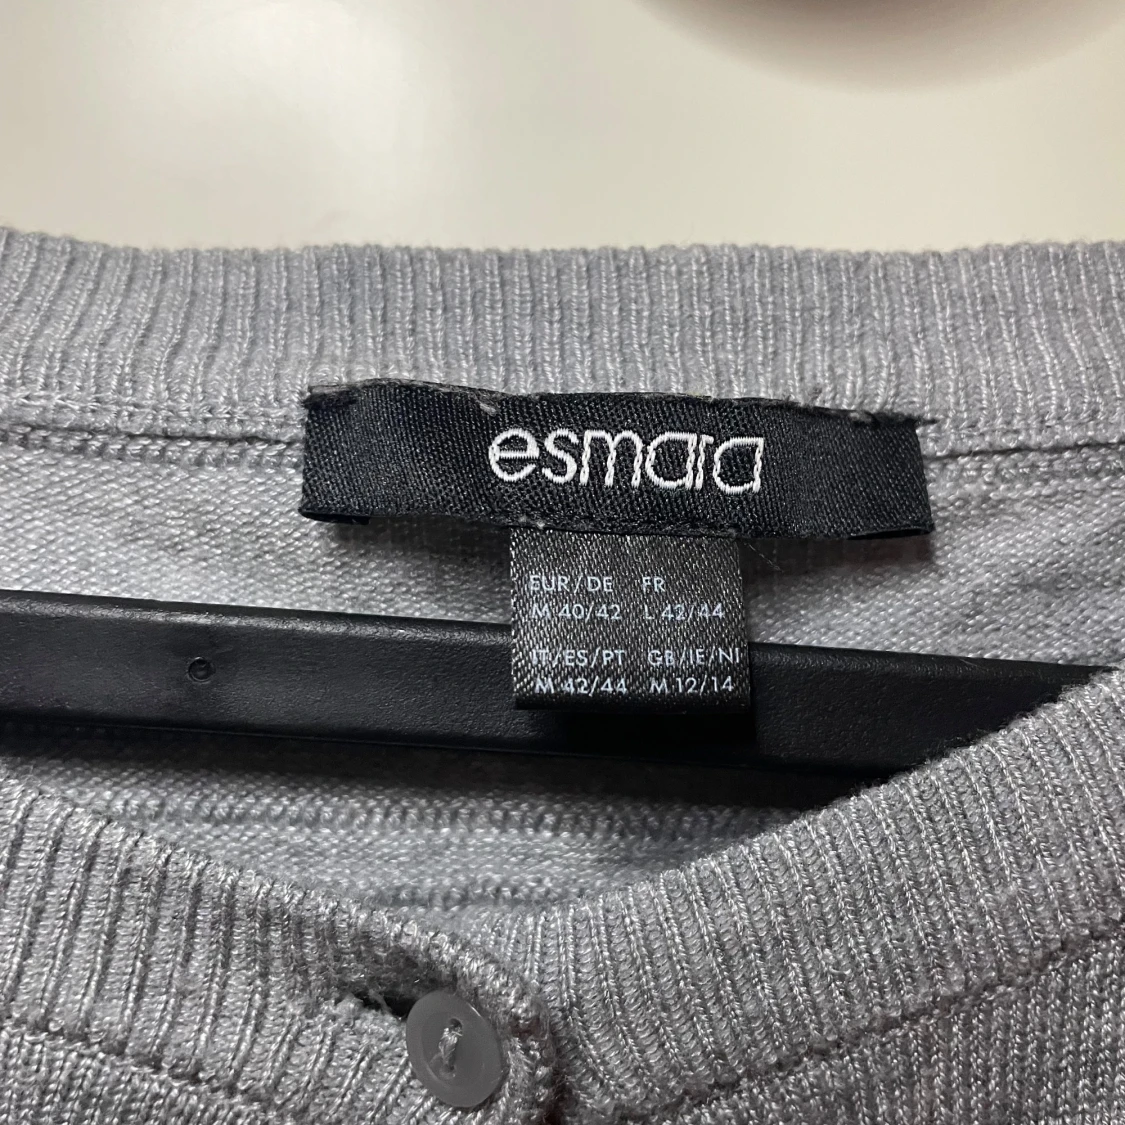 esmara
EUR/DE FR
M 40/42 L 42/44
IT/ES/PT GB/IE/NI
M 42/44 M 12/14